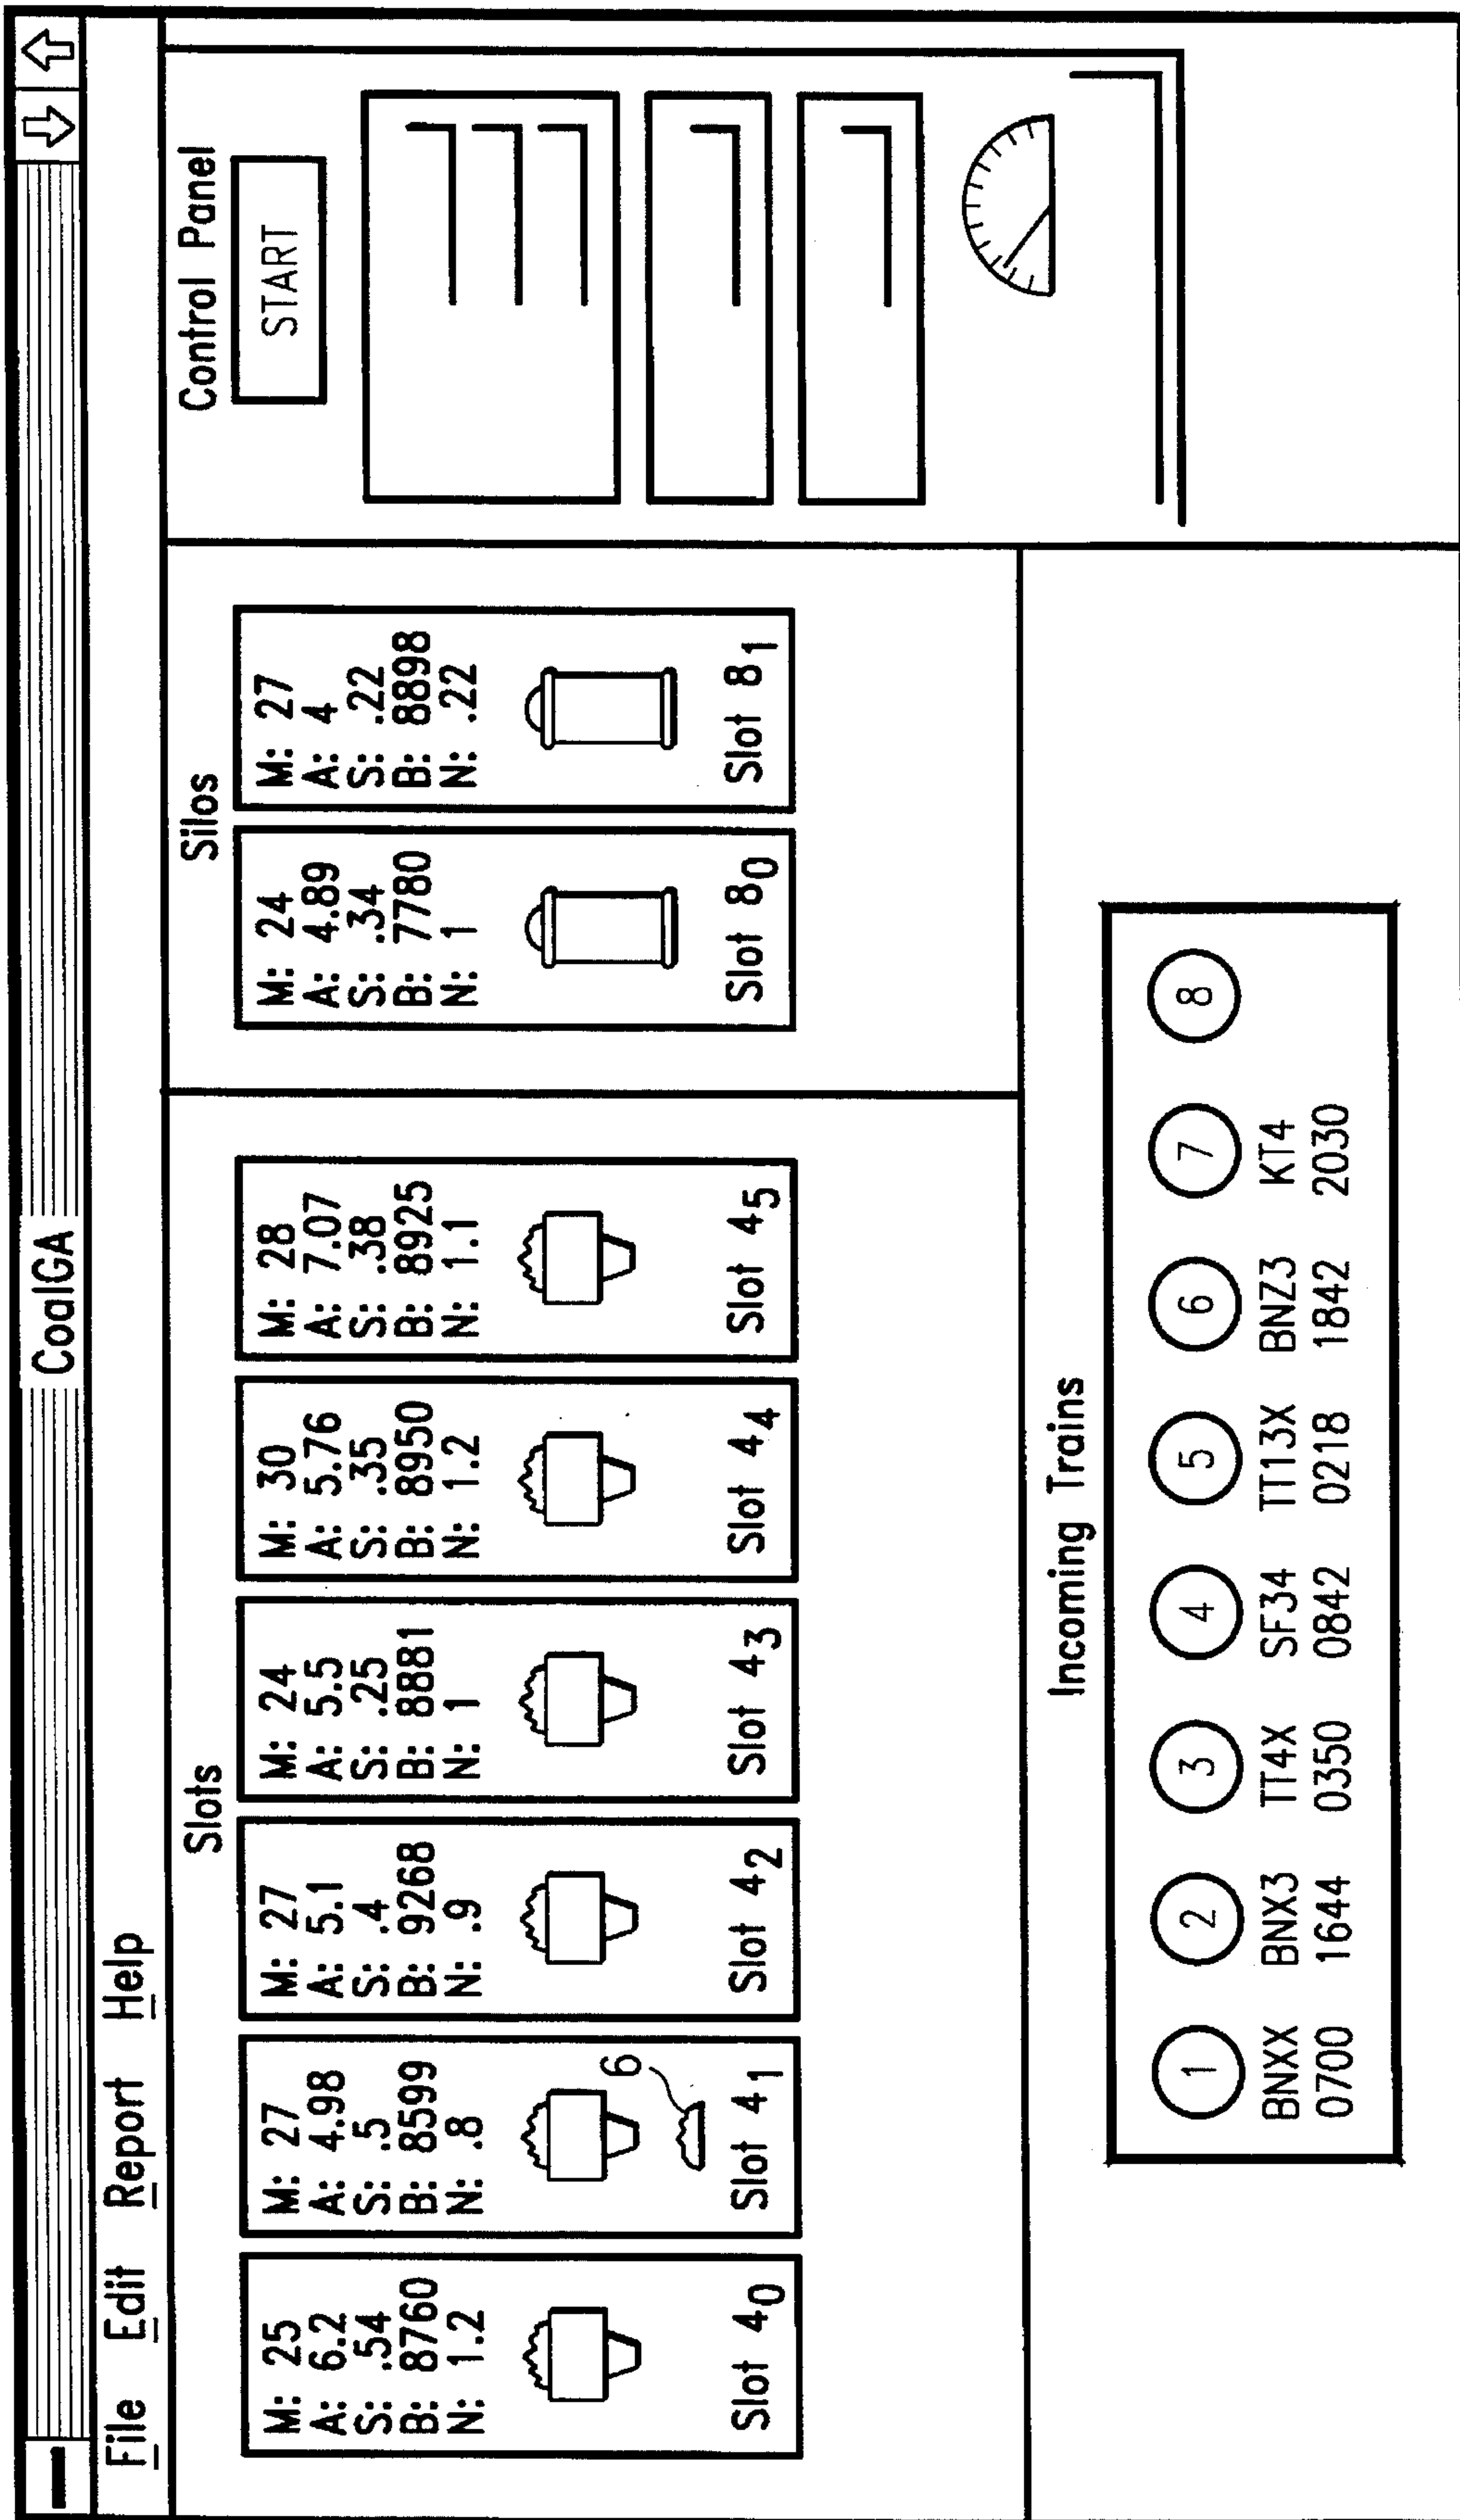 CoalGA
File Edit Report Help
Slots
M: 25
A: 6.2
S: .54
B: 8760
N: 1.2
Slot 4₀
M: 27
A: 4.98
S: .5
B: 8599
N: .8
6
Slot 4₁
M: 27
A: 5.1
S: .4
B: 9268
N: .9
Slot 4₂
M: 24
A: 5.5
S: .25
B: 8881
N: 1
Slot 4₃
M: 30
A: 5.76
S: .35
B: 8950
N: 1.2
Slot 4₄
M: 28
A: 7.07
S: .38
B: 8925
N: 1.1
Slot 4₅
Silos
M: 24
A: 4.89
S: .34
B: 7780
N: 1
Slot 8₀
M: 27
A: 4
S: .22
B: 8898
N: .22
Slot 8₁
Control Panel
START
Incoming Trains
1 2 3 4 5 6 7 8
BNXX BNX3 TT4X SF34 TT13X BNZ3 KT4
0700 1644 0350 0842 0218 1842 2030